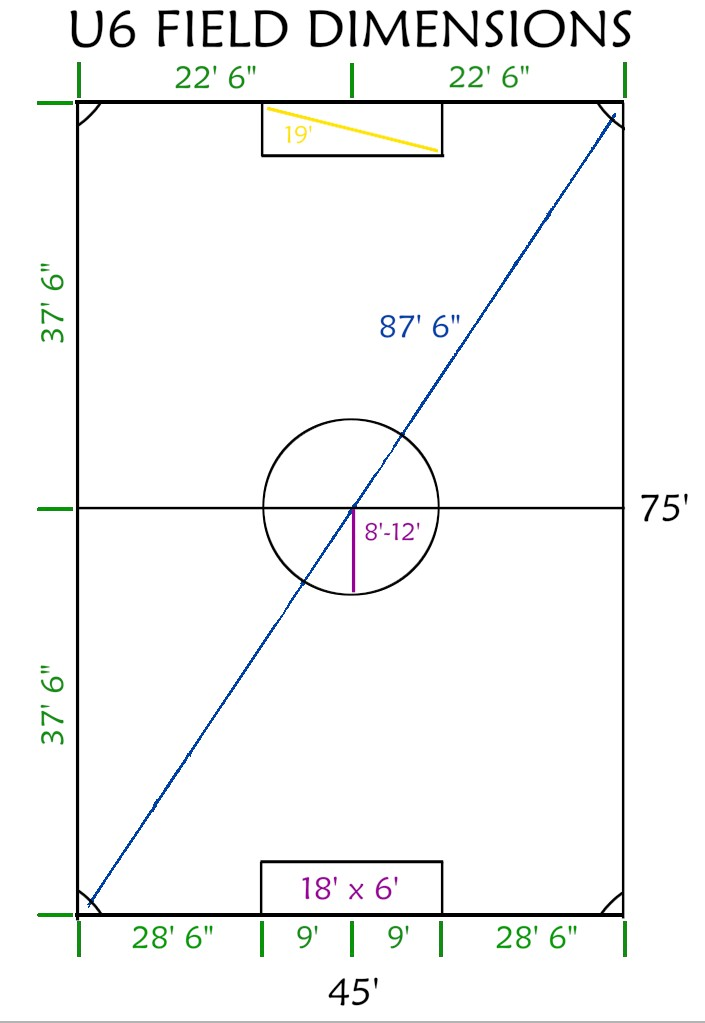 U6 FIELD DIMENSIONS
22' 6" 22' 6"
19'
37' 6"
87' 6"
75'
8'-12'
37' 6"
18' x 6'
28' 6" 9' 9' 28' 6"
45'